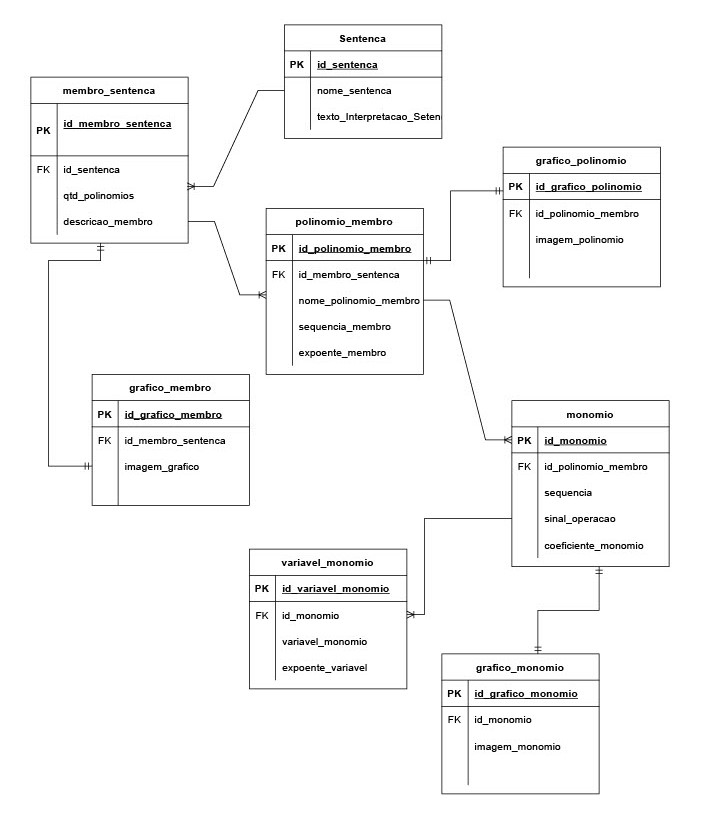 Sentenca
PK id_sentenca
nome_sentenca
texto_Interpretacao_Seten
membro_sentenca
PK id_membro_sentenca
FK id_sentenca
qtd_polinomios
descricao_membro
grafico_polinomio
PK id_grafico_polinomio
FK id_polinomio_membro
imagem_polinomio
polinomio_membro
PK id_polinomio_membro
FK id_membro_sentenca
nome_polinomio_membro
sequencia_membro
expoente_membro
grafico_membro
PK id_grafico_membro
FK id_membro_sentenca
imagem_grafico
monomio
PK id_monomio
FK id_polinomio_membro
sequencia
sinal_operacao
coeficiente_monomio
variavel_monomio
PK id_variavel_monomio
FK id_monomio
variavel_monomio
expoente_variavel
grafico_monomio
PK id_grafico_monomio
FK id_monomio
imagem_monomio